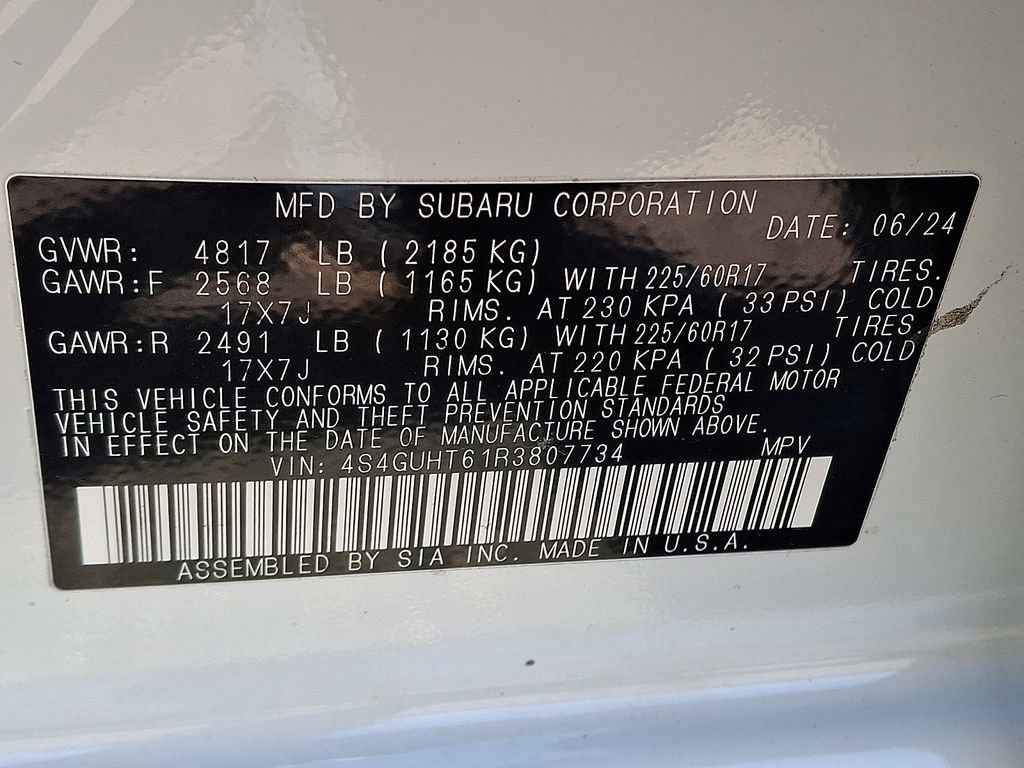 MFD BY SUBARU CORPORATION DATE: 06/24
GVWR: 4817 LB ( 2185 KG)
GAWR:F 2568 LB ( 1165 KG) WITH 225/60R17 TIRES.
17X7J RIMS. AT 230 KPA ( 33 PSI) COLD
GAWR:R 2491 LB ( 1130 KG) WITH 225/60R17 TIRES.
17X7J RIMS. AT 220 KPA ( 32 PSI) COLD
THIS VEHICLE CONFORMS TO ALL APPLICABLE FEDERAL MOTOR
VEHICLE SAFETY AND THEFT PREVENTION STANDARDS
IN EFFECT ON THE DATE OF MANUFACTURE SHOWN ABOVE.
VIN: 4S4GUHT61R3807734 MPV
ASSEMBLED BY SIA INC. MADE IN U.S.A.